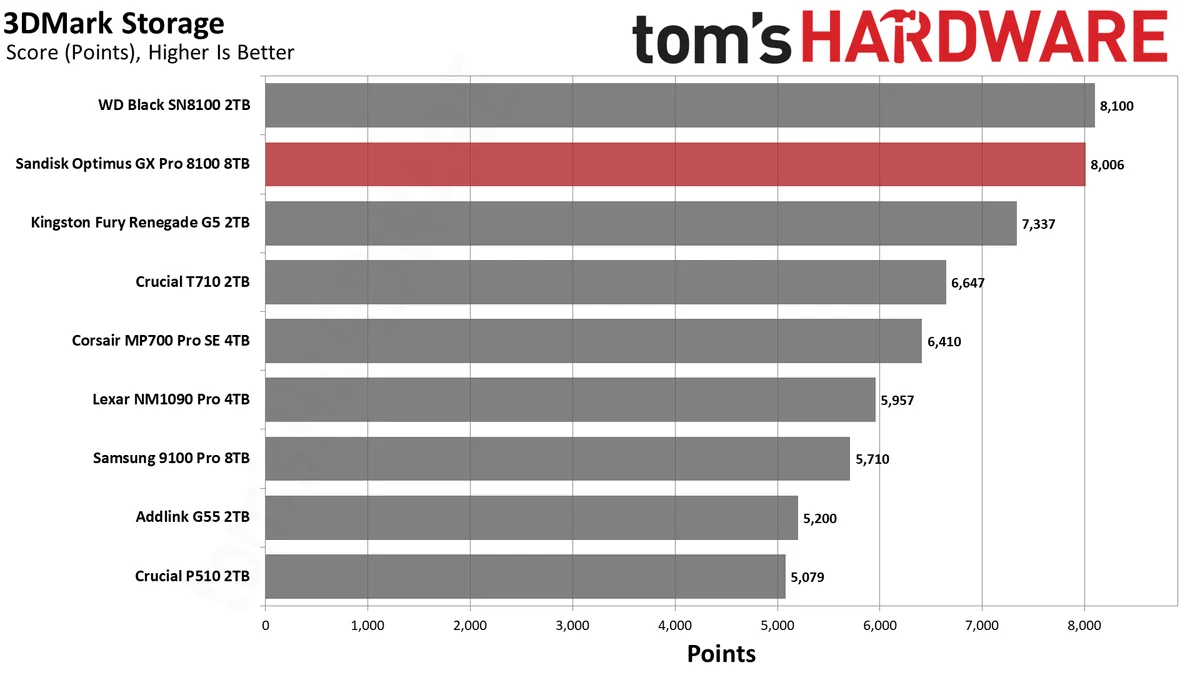 3DMark Storage
Score (Points), Higher Is Better
tom's HARDWARE
WD Black SN8100 2TB 8,100
Sandisk Optimus GX Pro 8100 8TB 8,006
Kingston Fury Renegade G5 2TB 7,337
Crucial T710 2TB 6,647
Corsair MP700 Pro SE 4TB 6,410
Lexar NM1090 Pro 4TB 5,957
Samsung 9100 Pro 8TB 5,710
Addlink G55 2TB 5,200
Crucial P510 2TB 5,079
0 1,000 2,000 3,000 4,000 5,000 6,000 7,000 8,000
Points